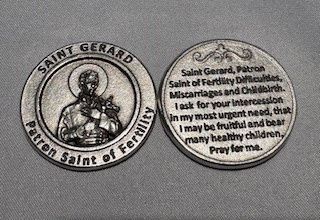 SAINT GERARD
Patron Saint of Fertility
Saint Gerard, Patron
Saint of Fertility Difficulties,
Miscarriages and Childbirth.
I ask for your intercession
in my most urgent need, that
I may be fruitful and bear
many healthy children.
Pray for me.